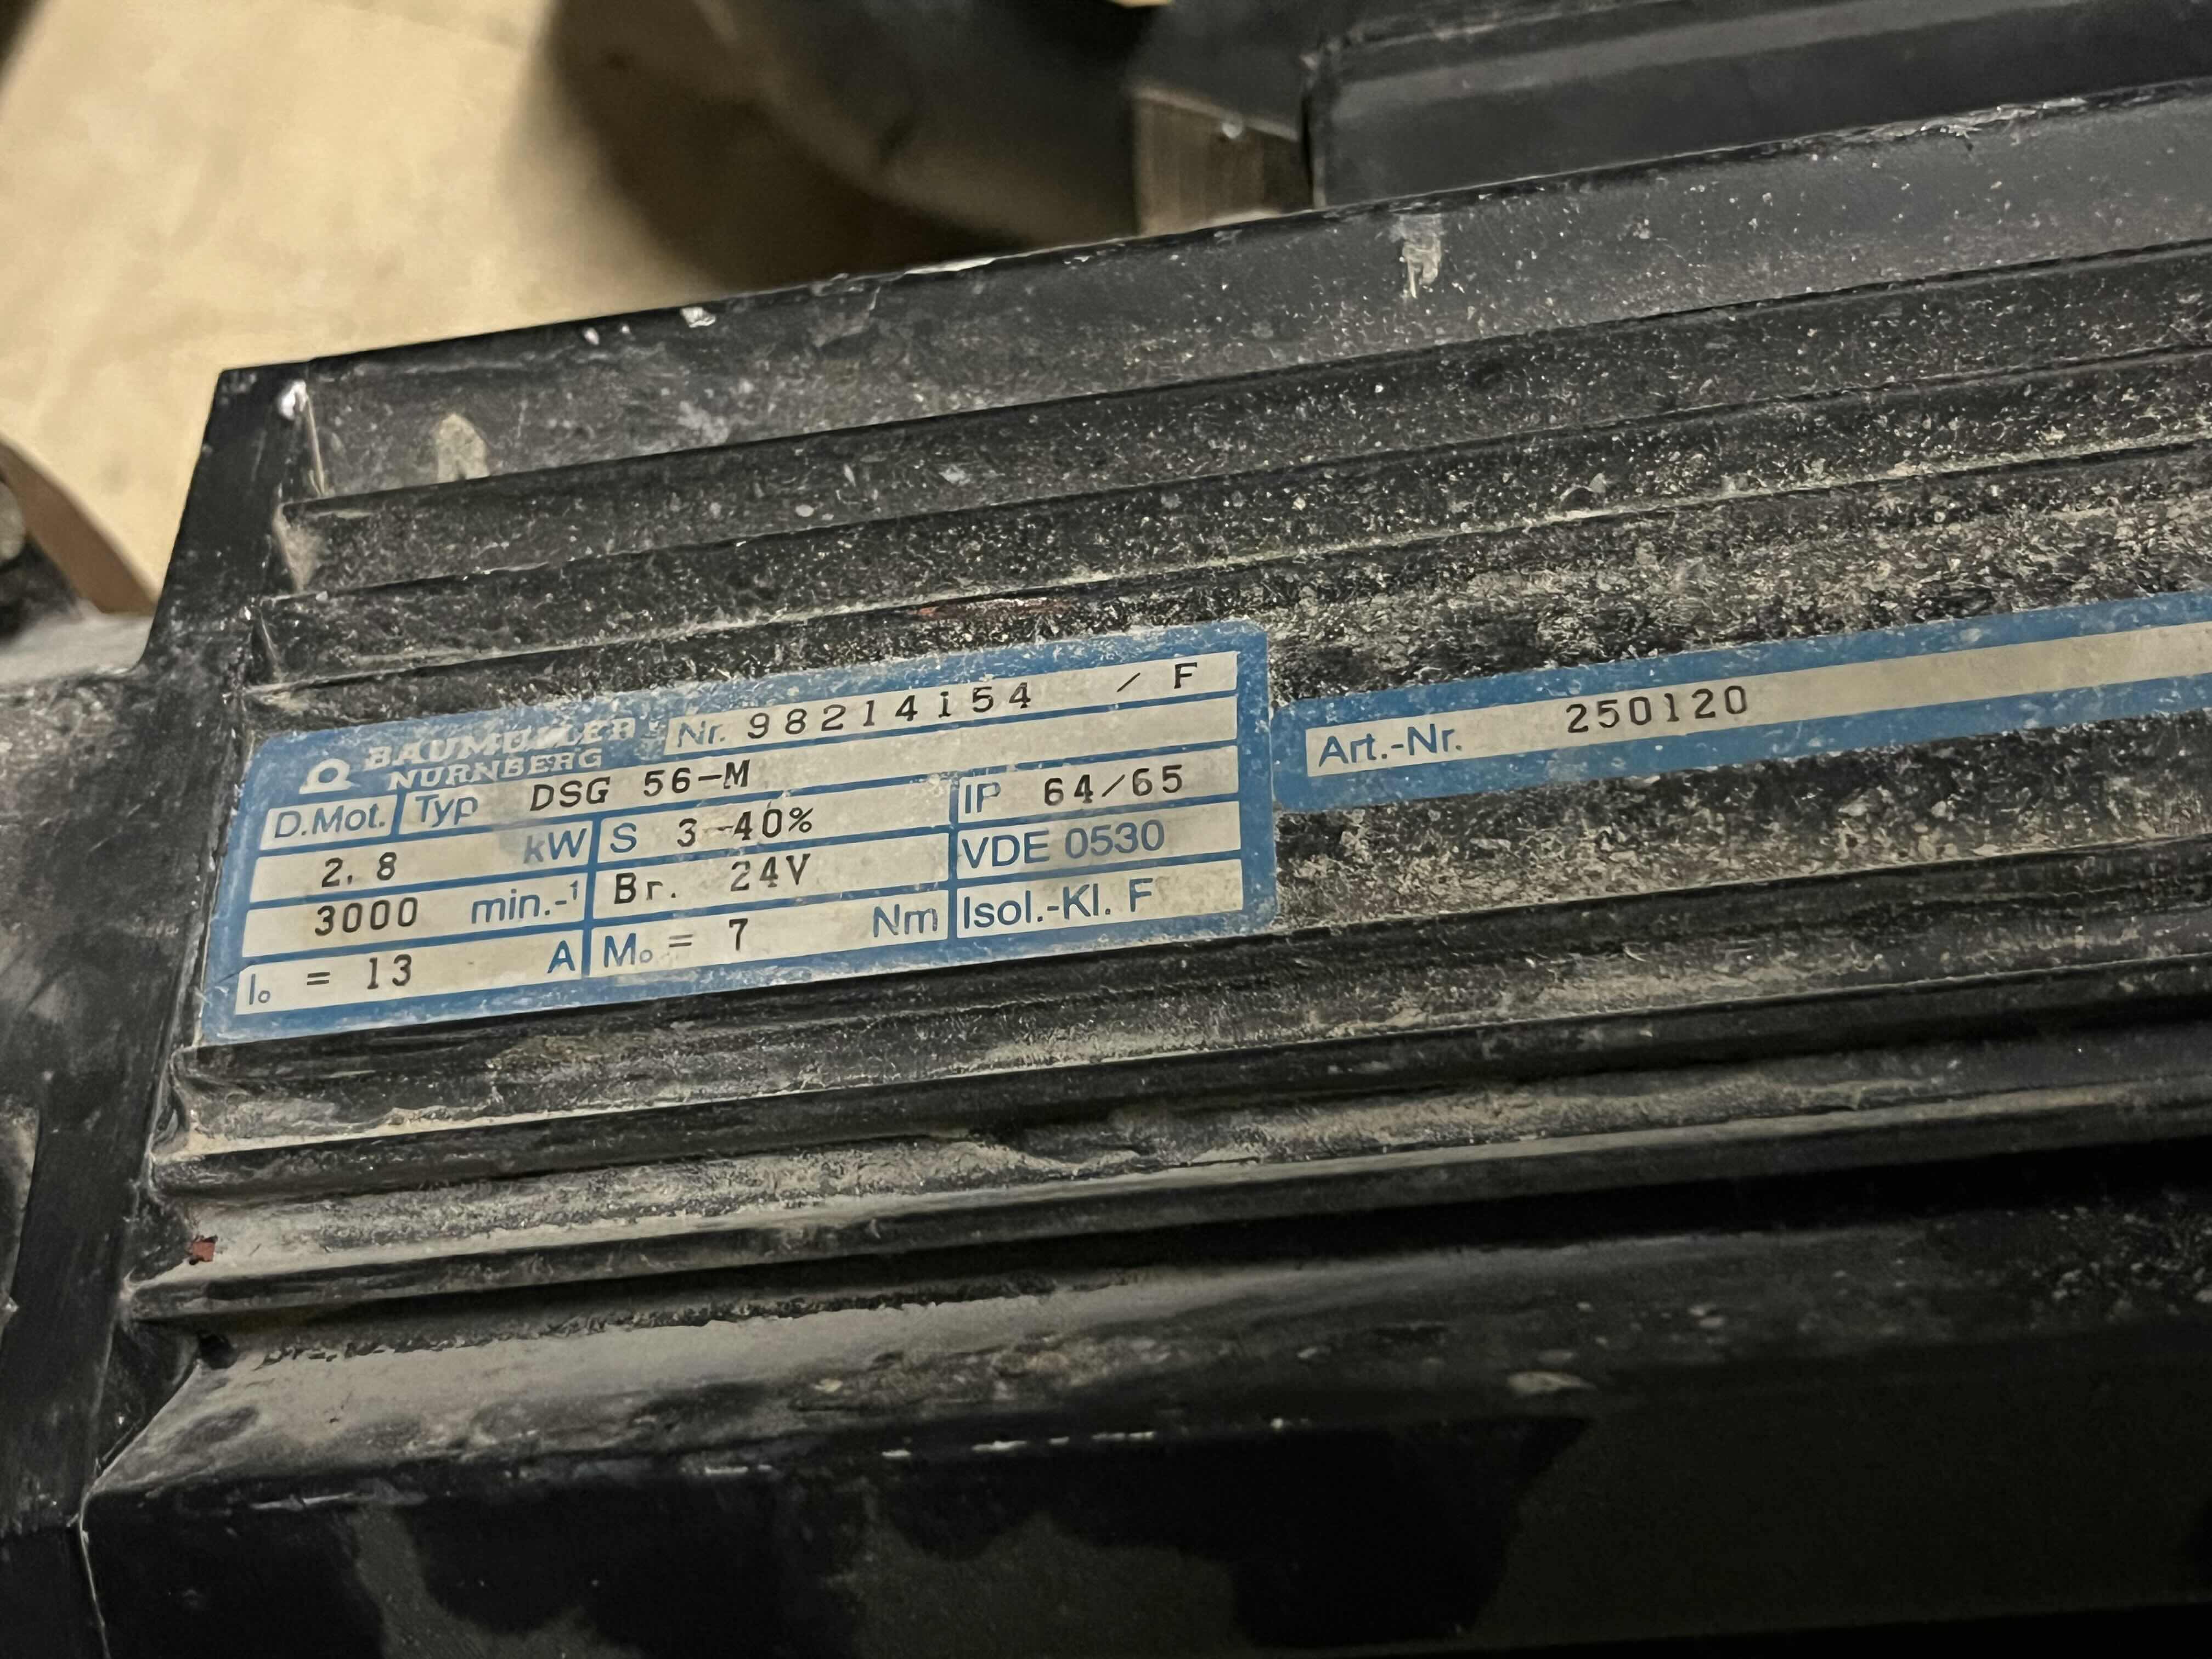 BAUMÜLLER
NÜRNBERG
Nr. 98214154 / F
D.Mot. Typ DSG 56-M
2,8 kW S 3-40% IP 64/65
3000 min.-¹ Br. 24V VDE 0530
I₀ = 13 A M₀ = 7 Nm Isol.-Kl. F
Art.-Nr. 250120